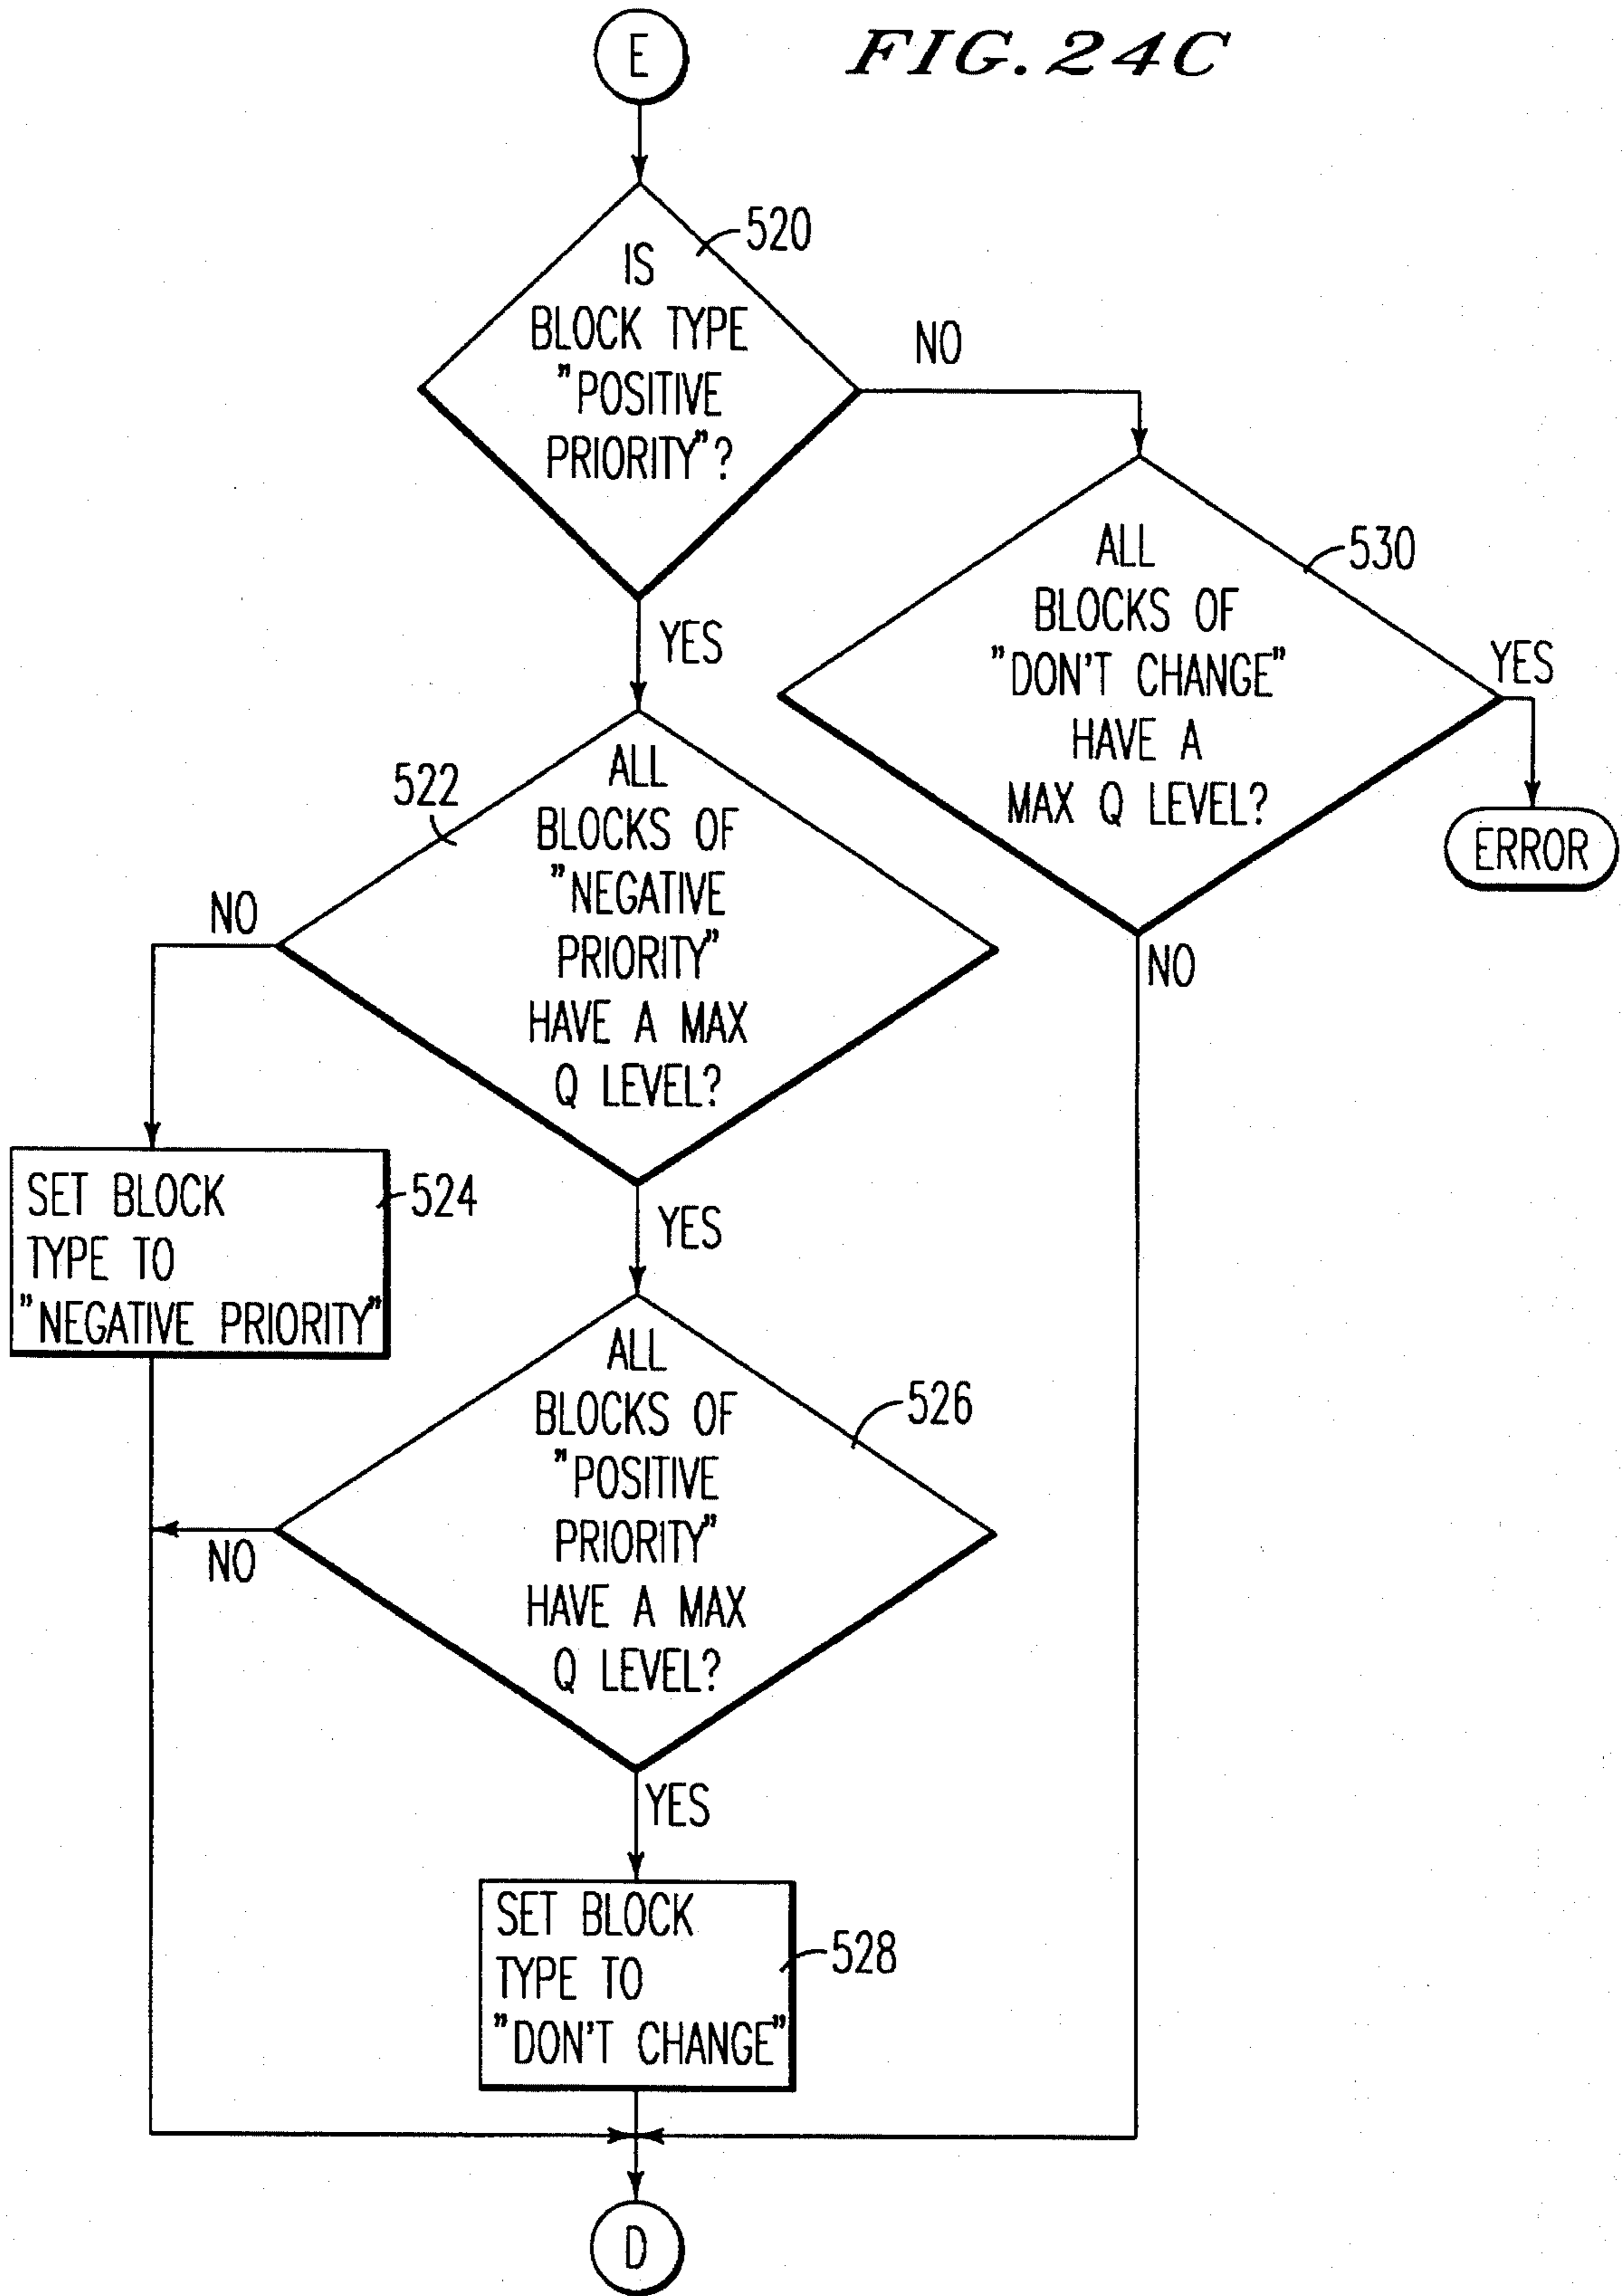 E
FIG. 24C
520
IS
BLOCK TYPE
"POSITIVE
PRIORITY"?
NO
YES
530
ALL
BLOCKS OF
"DON'T CHANGE"
HAVE A
MAX Q LEVEL?
YES
ERROR
NO
522
ALL
BLOCKS OF
"NEGATIVE
PRIORITY"
HAVE A MAX
Q LEVEL?
NO
YES
SET BLOCK
TYPE TO
"NEGATIVE PRIORITY"
524
526
ALL
BLOCKS OF
"POSITIVE
PRIORITY"
HAVE A MAX
Q LEVEL?
NO
YES
SET BLOCK
TYPE TO
"DON'T CHANGE"
528
D